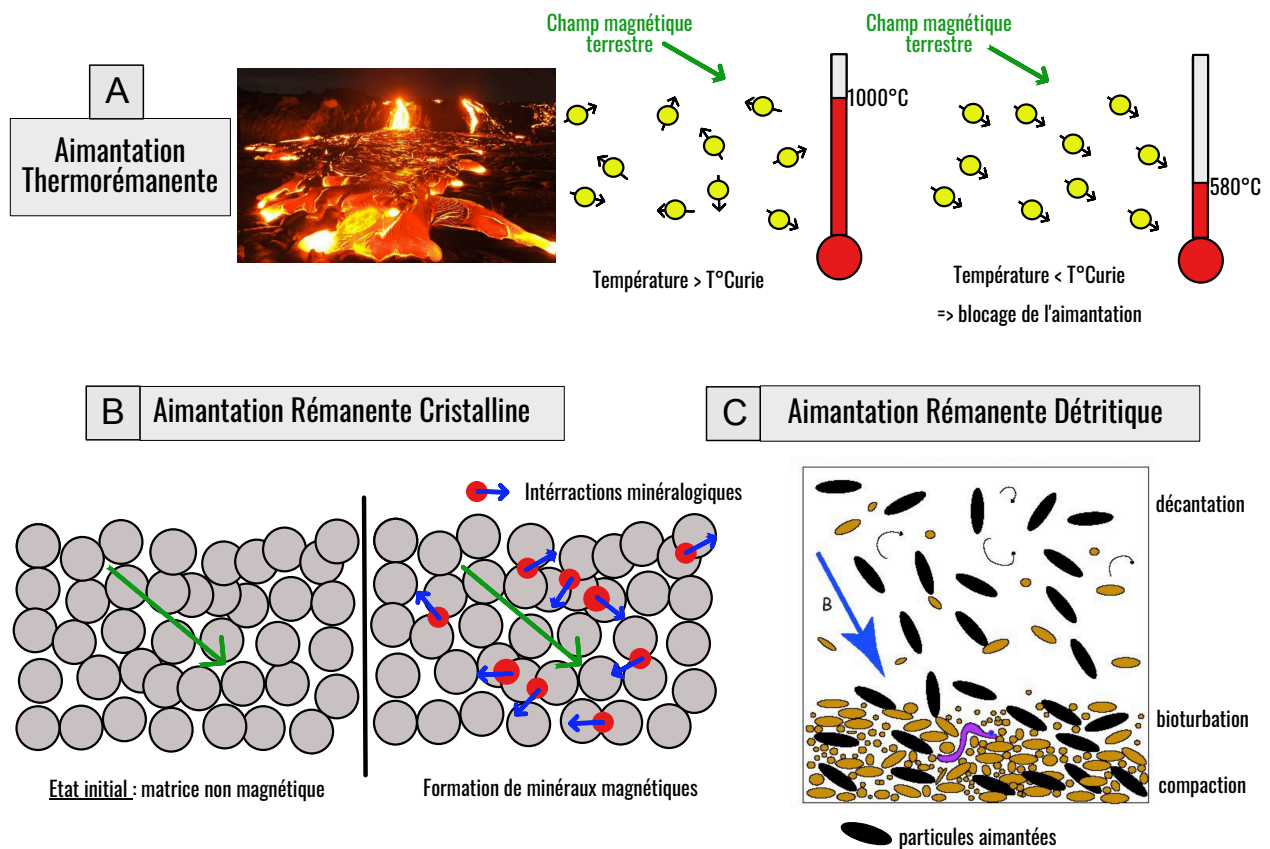 A
Aimantation
Thermorémanente
Champ magnétique
terrestre
1000°C
Température > T°Curie
Champ magnétique
terrestre
580°C
Température < T°Curie
=> blocage de l'aimantation
B
Aimantation Rémanente Cristalline
Intérractions minéralogiques
Etat initial : matrice non magnétique
Formation de minéraux magnétiques
C
Aimantation Rémanente Détritique
décantation
B
bioturbation
compaction
particules aimantées